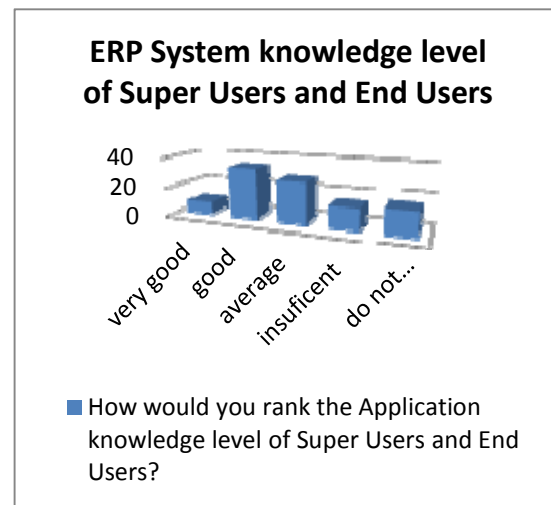 ERP System knowledge level
of Super Users and End Users
40
20
0
very good
good
average
insuficent
do not...
How would you rank the Application
knowledge level of Super Users and End
Users?